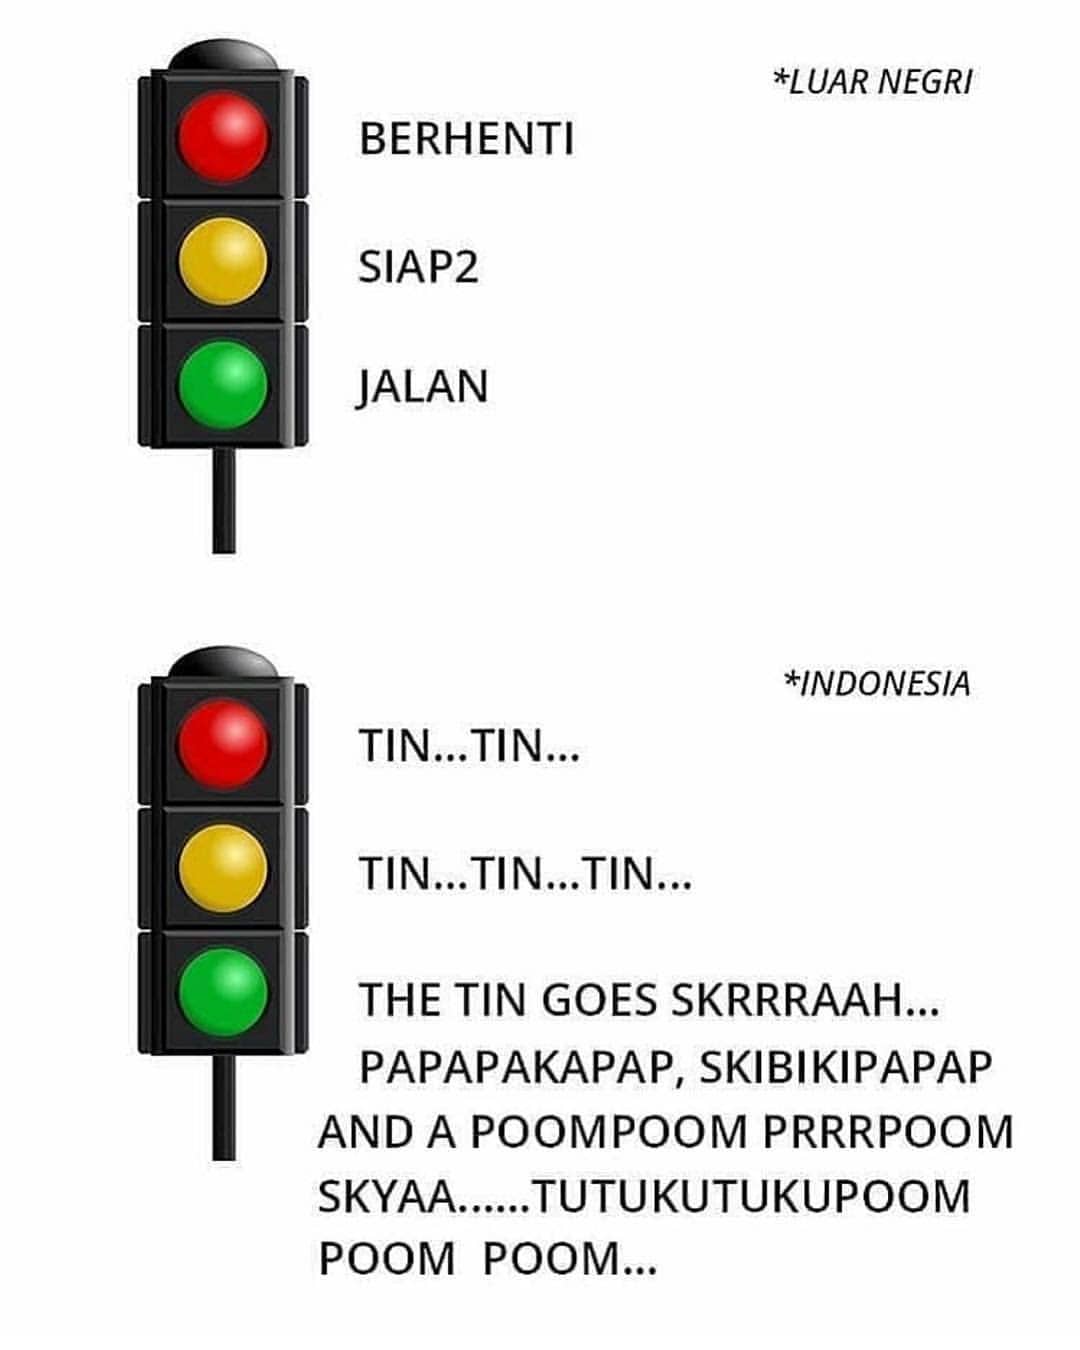 *LUAR NEGRI
BERHENTI
SIAP2
JALAN
*INDONESIA
TIN...TIN...
TIN...TIN...TIN...
THE TIN GOES SKRRRAAH...
PAPAPAKAPAP, SKIBIKIPAPAP
AND A POOMPOOM PRRRPOOM
SKYAA......TUTUKUTUKUPOOM
POOM  POOM...